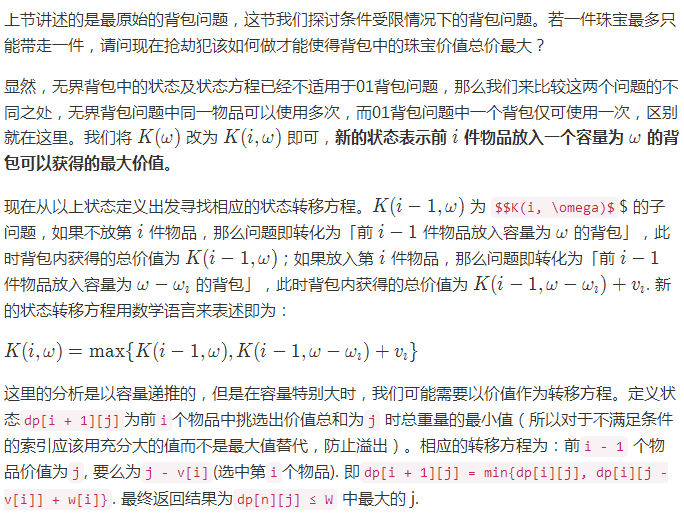 上节讲述的是最原始的背包问题，这节我们探讨条件受限情况下的背包问题。若一件珠宝最多只
能带走一件，请问现在抢劫犯该如何做才能使得背包中的珠宝价值总价最大？
显然，无界背包中的状态及状态方程已经不适用于01背包问题，那么我们来比较这两个问题的不
同之处，无界背包问题中同一物品可以使用多次，而01背包问题中一个背包仅可使用一次，区别
就在这里。我们将 K(ω) 改为 K(i, ω) 即可，新的状态表示前 i 件物品放入一个容量为 ω 的背
包可以获得的最大价值。
现在从以上状态定义出发寻找相应的状态转移方程。K(i − 1, ω) 为 $$K(i, \omega)$ $ 的子
问题，如果不放第 i 件物品，那么问题即转化为「前 i − 1 件物品放入容量为 ω 的背包」，此
时背包内获得的总价值为 K(i − 1, ω)；如果放入第 i 件物品，那么问题即转化为「前 i − 1
件物品放入容量为 ω − ωᵢ 的背包」，此时背包内获得的总价值为 K(i − 1, ω − ωᵢ) + vᵢ. 新
的状态转移方程用数学语言来表述即为：
K(i, ω) = max{K(i − 1, ω), K(i − 1, ω − ωᵢ) + vᵢ}
这里的分析是以容量递推的，但是在容量特别大时，我们可能需要以价值作为转移方程。定义状
态 dp[i + 1][j] 为前 i 个物品中挑选出价值总和为 j 时总重量的最小值（所以对于不满足条件
的索引应该用充分大的值而不是最大值替代，防止溢出）。相应的转移方程为：前 i - 1 个物
品价值为 j, 要么为 j - v[i] (选中第 i 个物品). 即 dp[i + 1][j] = min{dp[i][j], dp[i][j -
v[i]] + w[i]} . 最终返回结果为 dp[n][j] ≤ W 中最大的 j.